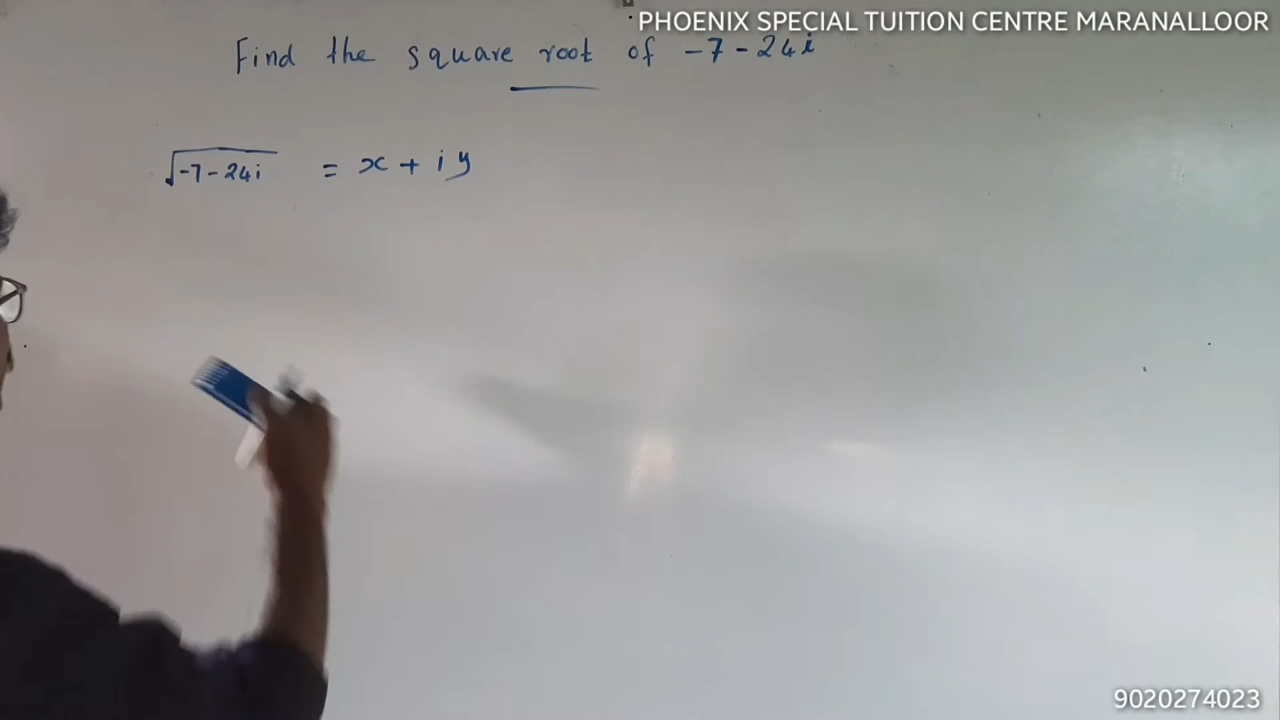 PHOENIX SPECIAL TUITION CENTRE MARANALLOOR
Find the square root of -7-24i
√-7-24i = x + iy
9020274023